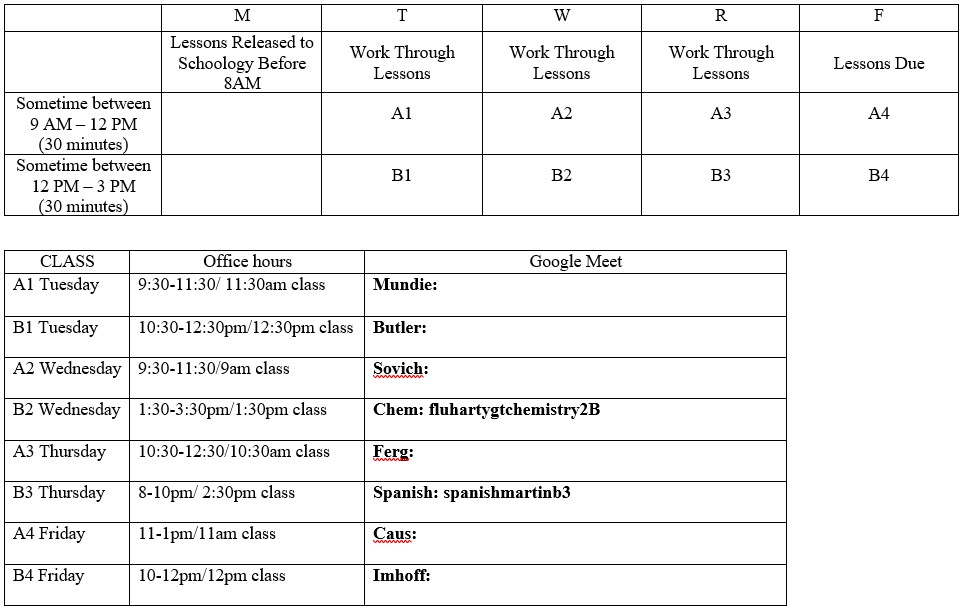 M T W R F
Lessons Released to
Schoology Before
8AM
Work Through
Lessons
Work Through
Lessons
Work Through
Lessons
Lessons Due
Sometime between
9 AM – 12 PM
(30 minutes)
A1 A2 A3 A4
Sometime between
12 PM – 3 PM
(30 minutes)
B1 B2 B3 B4
CLASS Office hours Google Meet
A1 Tuesday 9:30-11:30/ 11:30am class Mundie:
B1 Tuesday 10:30-12:30pm/12:30pm class Butler:
A2 Wednesday 9:30-11:30/9am class Sovich:
B2 Wednesday 1:30-3:30pm/1:30pm class Chem: fluhartygtchemistry2B
A3 Thursday 10:30-12:30/10:30am class Ferg:
B3 Thursday 8-10pm/ 2:30pm class Spanish: spanishmartinb3
A4 Friday 11-1pm/11am class Caus:
B4 Friday 10-12pm/12pm class Imhoff: